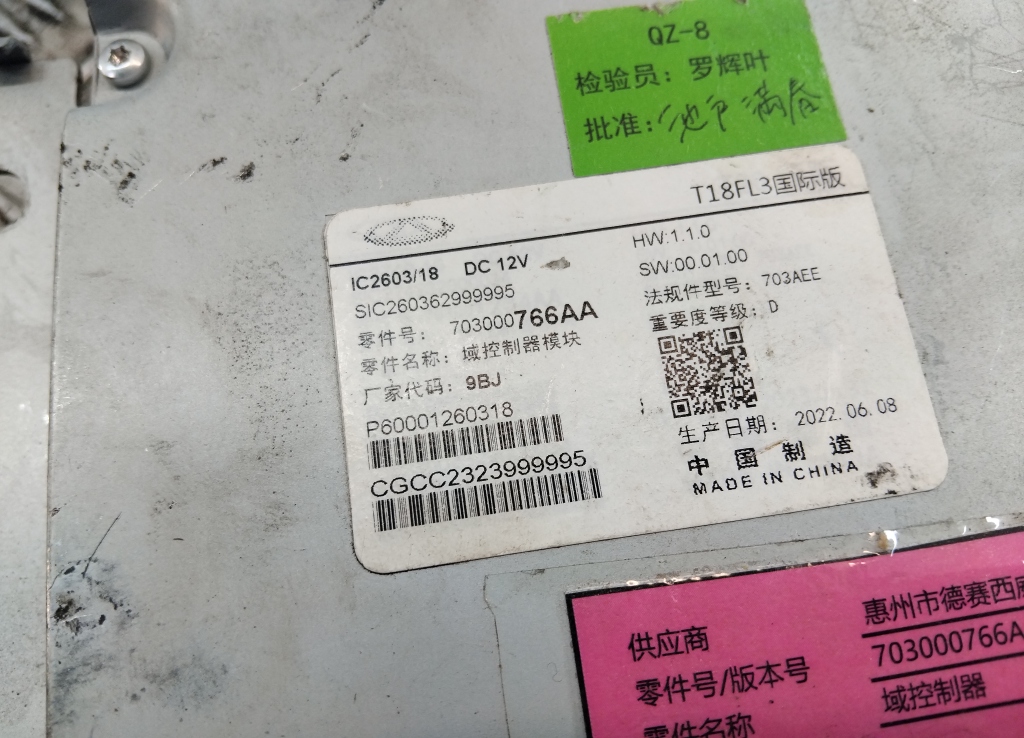 QZ-8
检验员：罗辉叶
批准：
T18FL3国际版
IC2603/18 DC 12V
SIC260362999995
零件号： 703000766AA
零件名称：域控制器模块
厂家代码：9BJ
P60001260318
CGCC2323999995
HW:1.1.0
SW:00.01.00
法规件型号：703AEE
重要度等级：D
生产日期： 2022.06.08
中国制造
MADE IN CHINA
供应商 惠州市德赛西威
零件号/版本号 703000766A
零件名称 域控制器